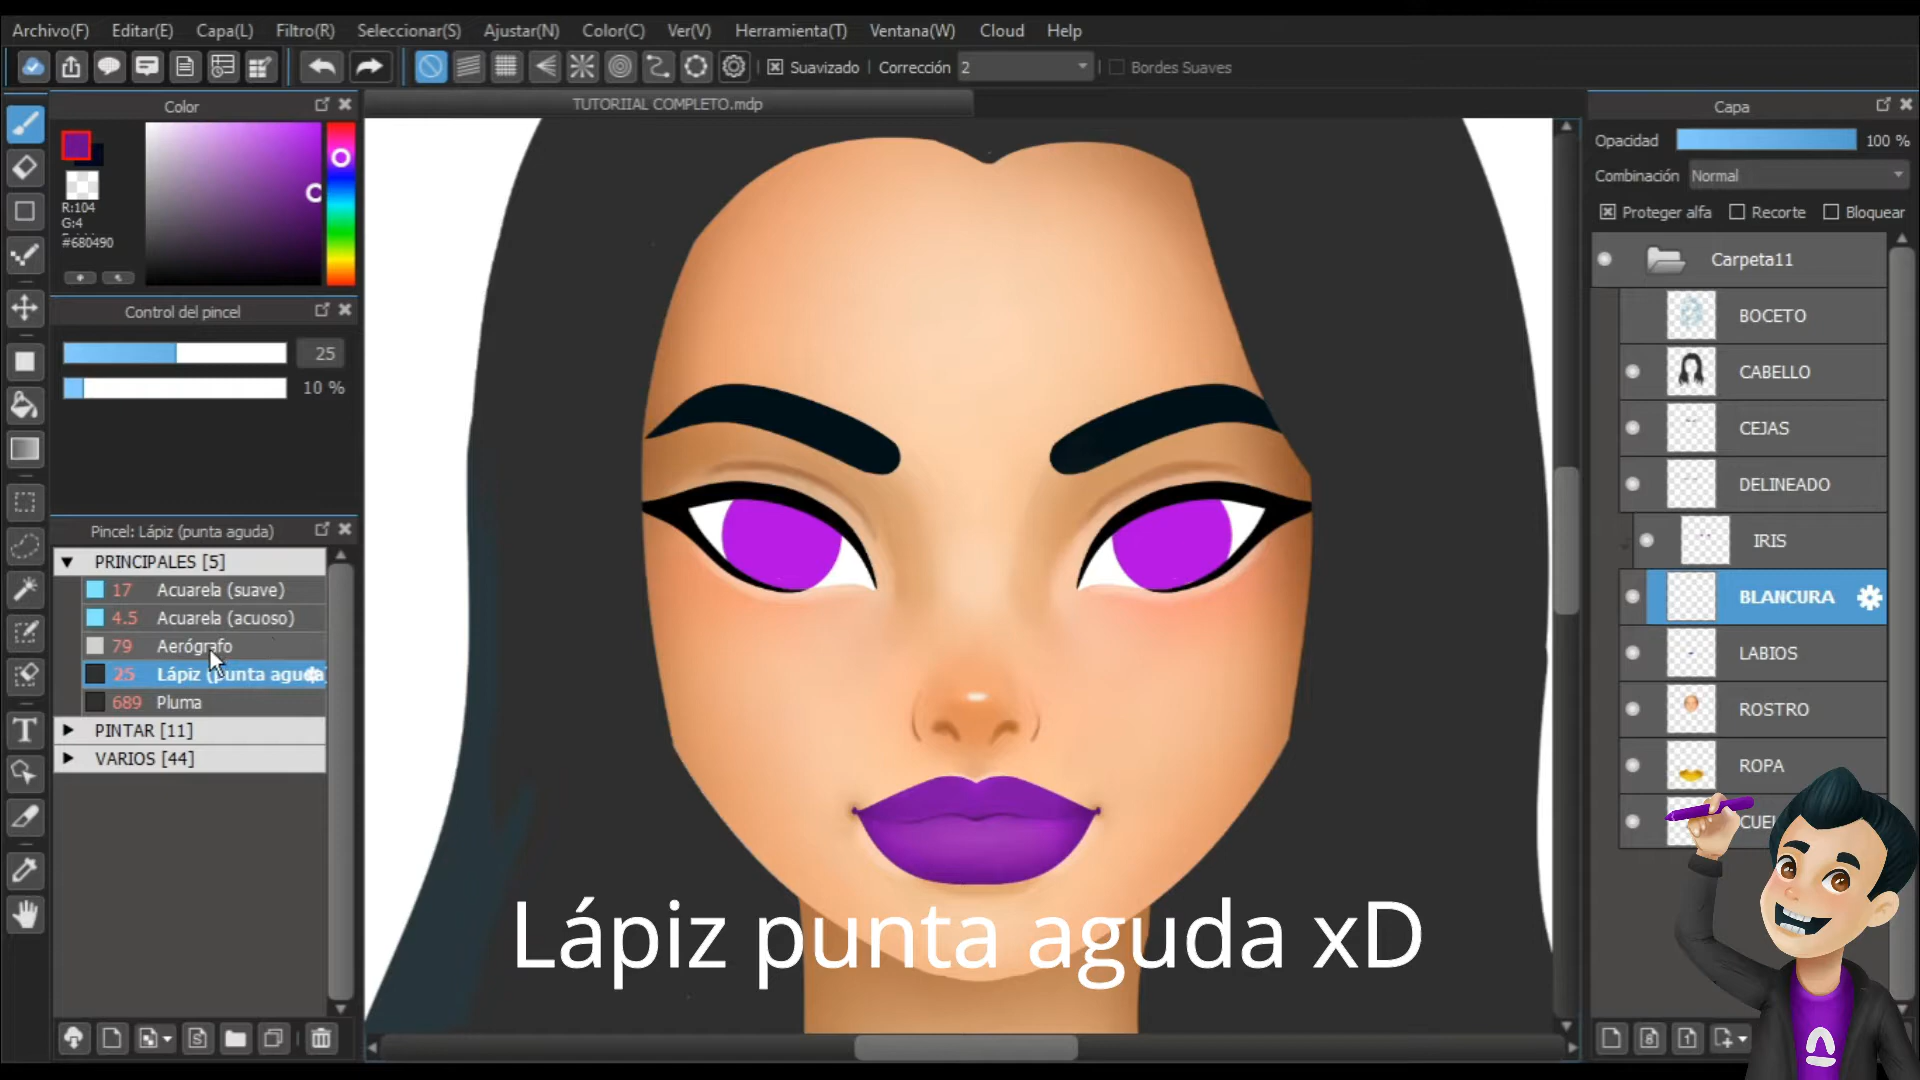 Archivo(F) Editar(E) Capa(L) Filtro(R) Seleccionar(S) Ajustar(N) Color(C) Ver(V) Herramienta(T) Ventana(W) Cloud Help
Suavizado Corrección 2 Bordes Suaves
Color
TUTORIIAL COMPLETO.mdp
R:104
G:4
#680490
Control del pincel
25
10 %
Pincel: Lápiz (punta aguda)
PRINCIPALES [5]
17 Acuarela (suave)
4.5 Acuarela (acuoso)
79 Aerógrafo
25 Lápiz (punta aguda)
689 Pluma
PINTAR [11]
VARIOS [44]
Capa
Opacidad 100 %
Combinación Normal
Proteger alfa Recorte Bloquear
Carpeta11
BOCETO
CABELLO
CEJAS
DELINEADO
IRIS
BLANCURA
LABIOS
ROSTRO
ROPA
Lápiz punta aguda xD